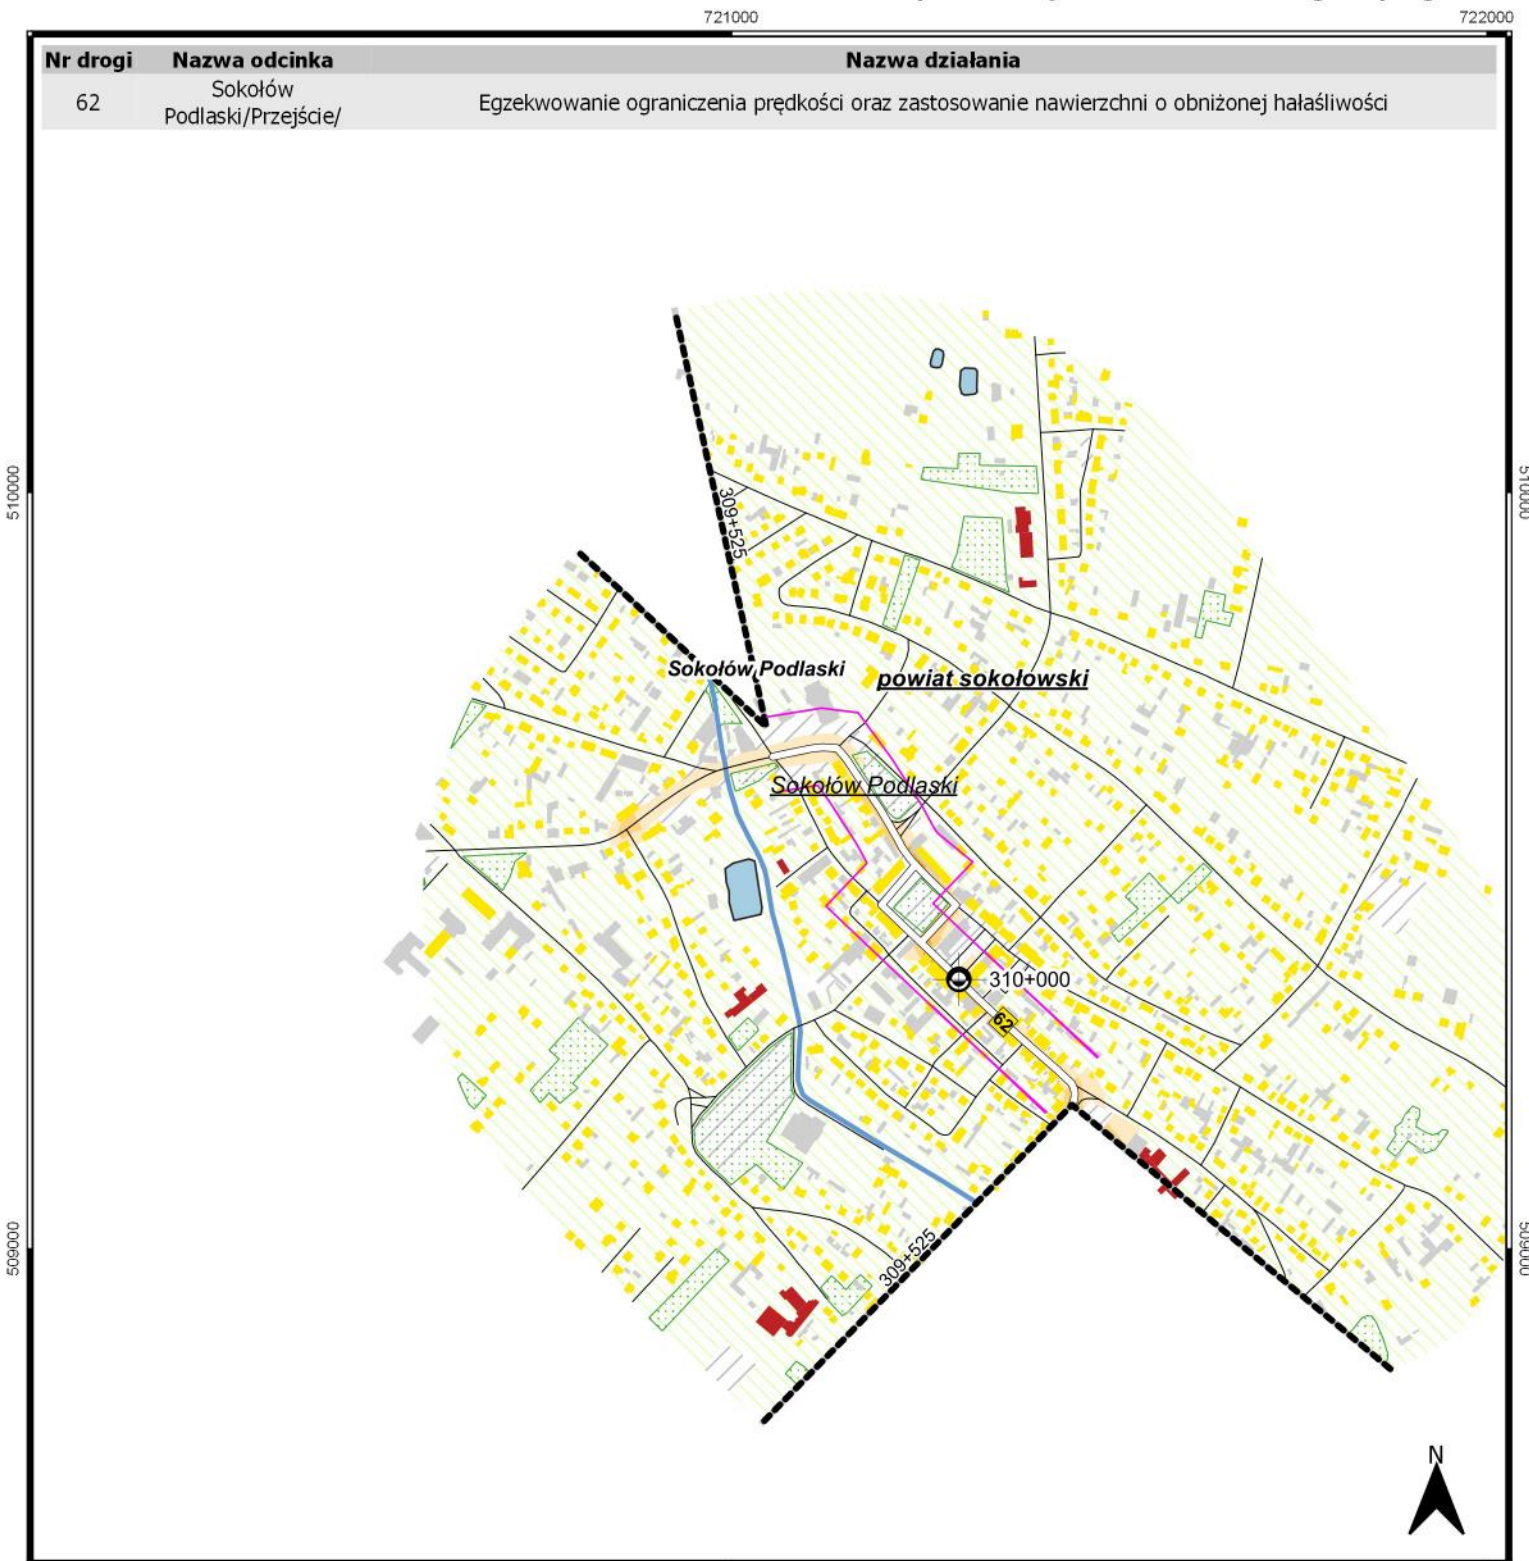 721000
722000
Nr drogi Nazwa odcinka Nazwa działania
62 Sokołów Podlaski/Przejście/ Egzekwowanie ograniczenia prędkości oraz zastosowanie nawierzchni o obniżonej hałaśliwości
510000
510000
309+525
Sokołów Podlaski
powiat sokołowski
Sokołów Podlaski
310+000
62
509000
509000
309+525
N